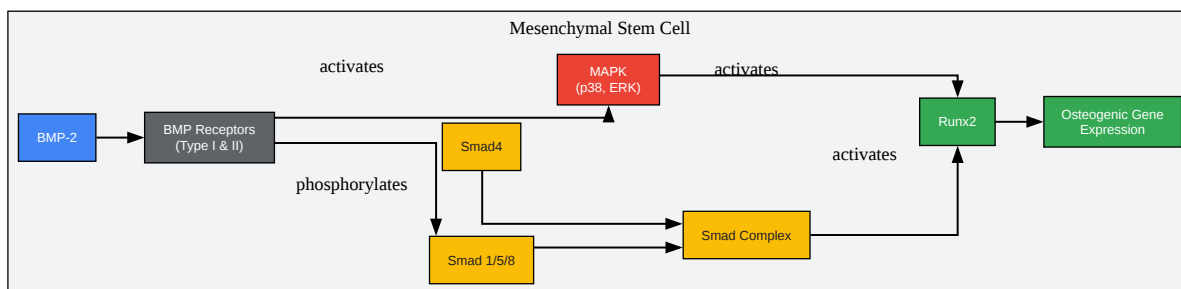 Mesenchymal Stem Cell
activates
MAPK
(p38, ERK)
activates
BMP-2
BMP Receptors
(Type I & II)
Smad4
Runx2
Osteogenic Gene
Expression
phosphorylates
activates
Smad 1/5/8
Smad Complex